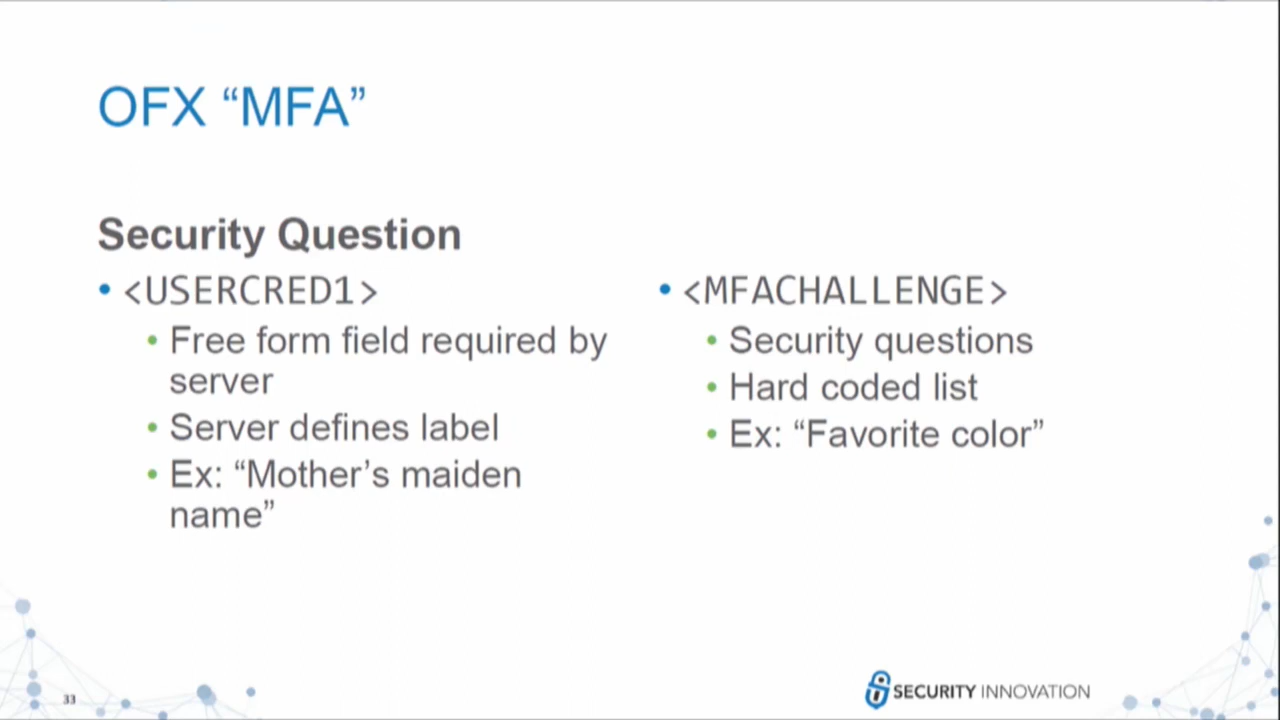 OFX “MFA”
Security Question
• <USERCRED1>
• Free form field required by
server
• Server defines label
• Ex: “Mother’s maiden
name”
• <MFACHALLENGE>
• Security questions
• Hard coded list
• Ex: “Favorite color”
33
SECURITY INNOVATION